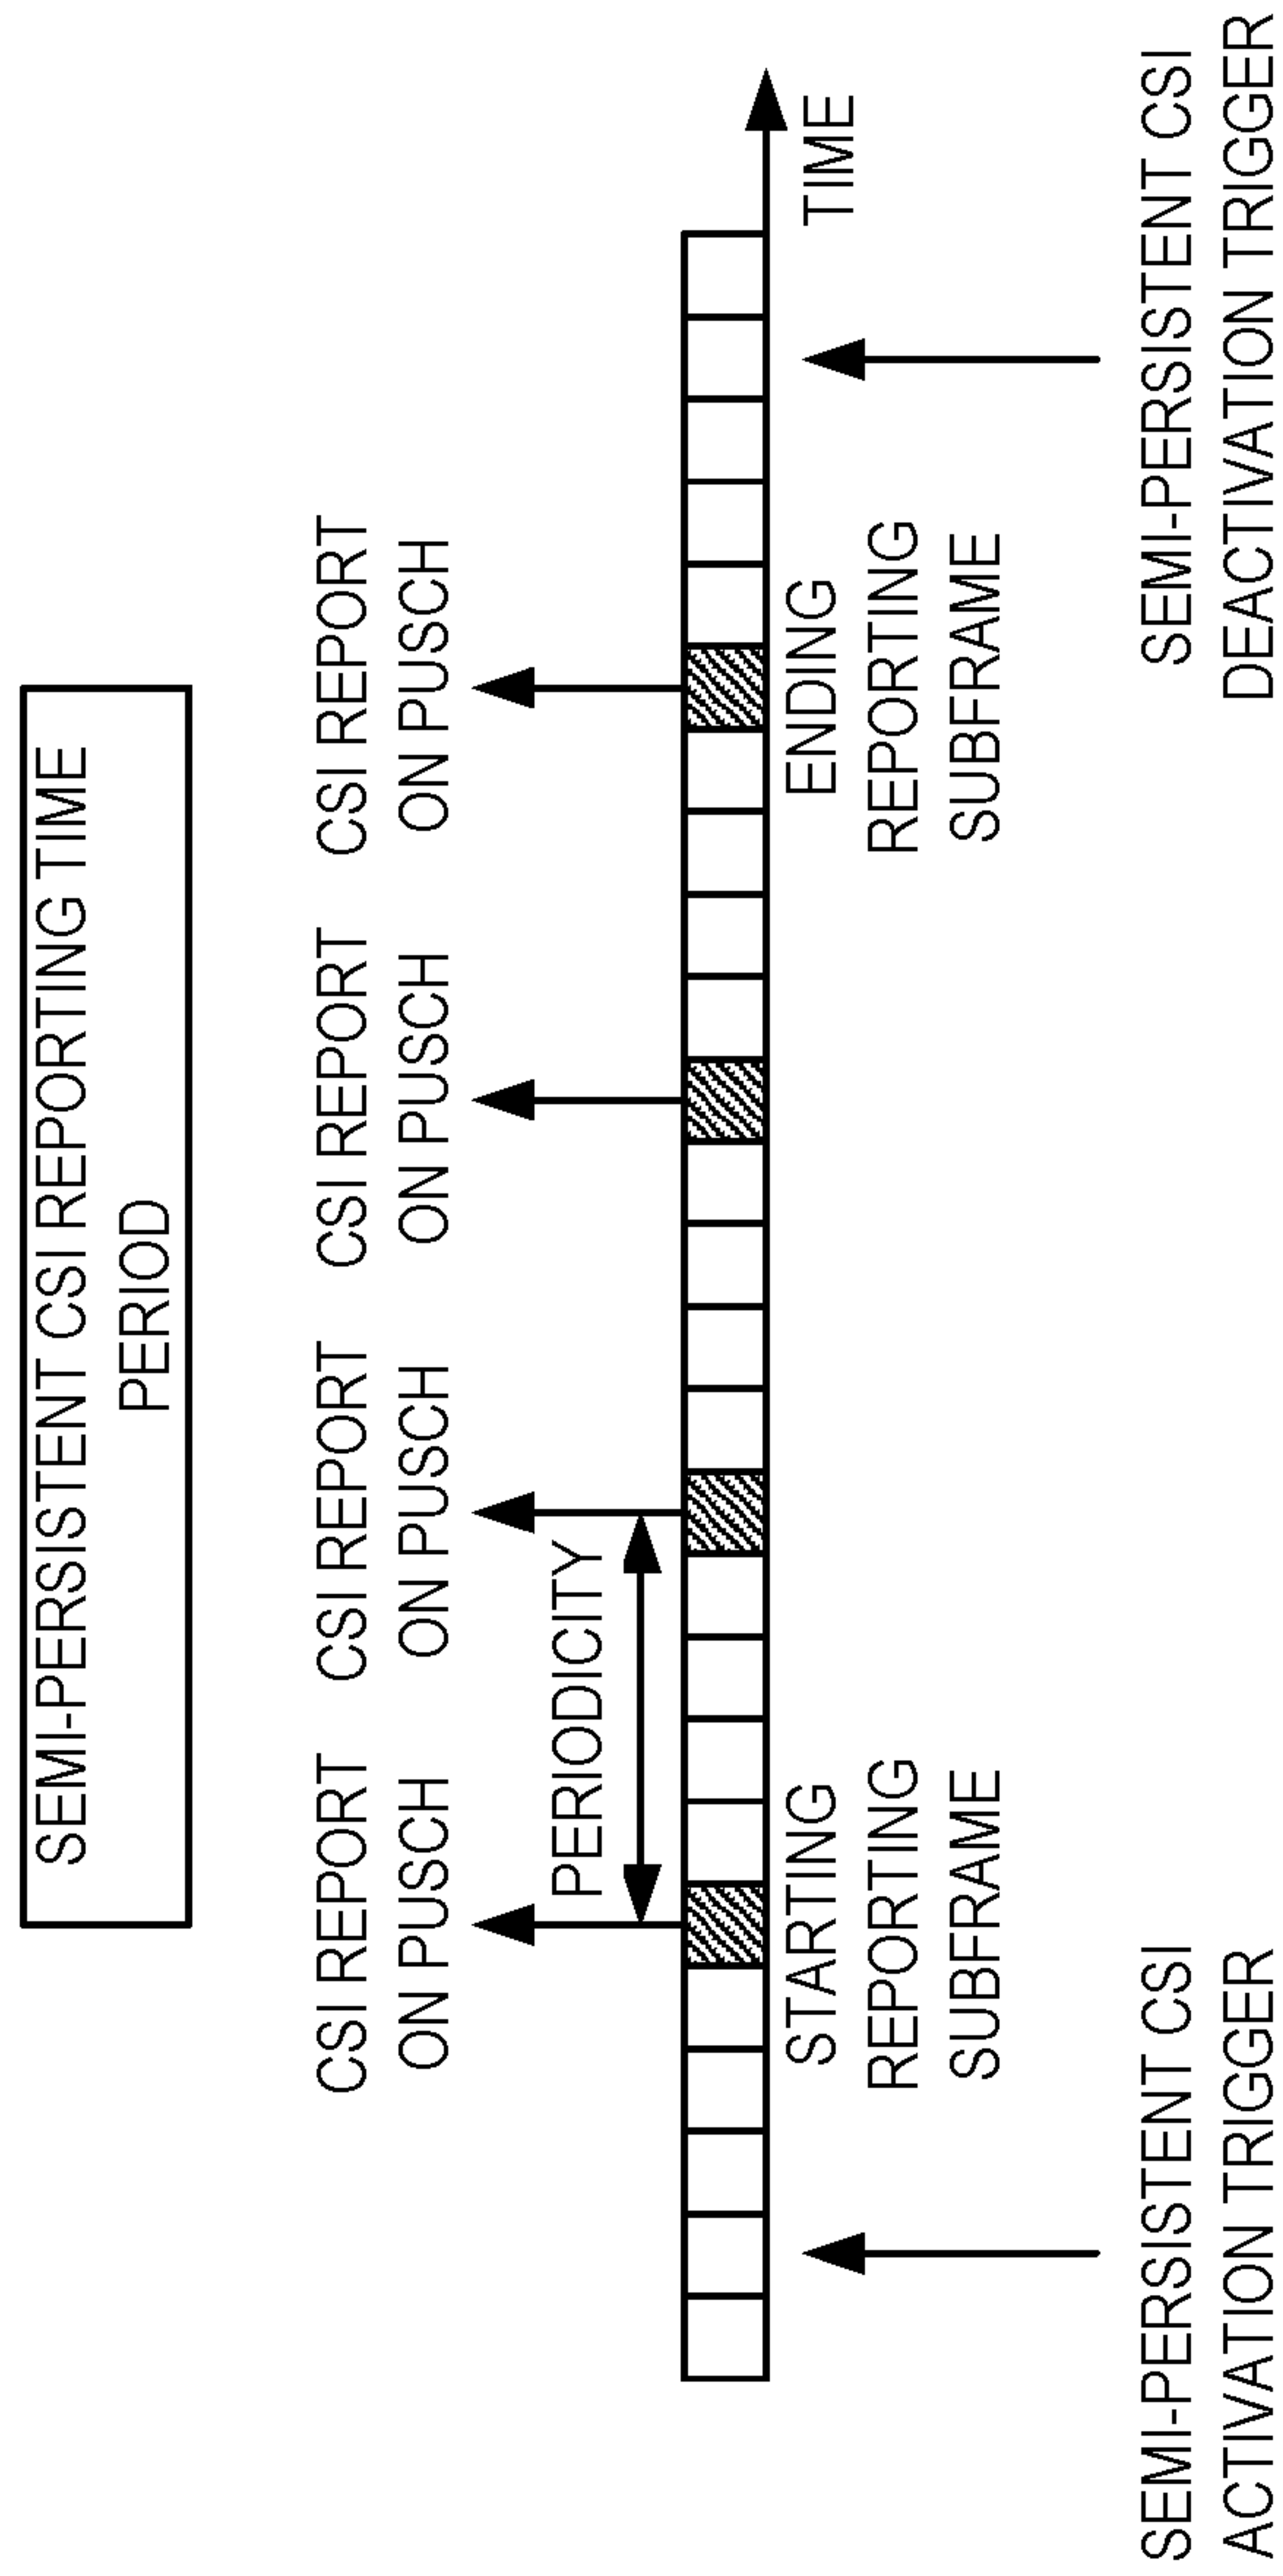 SEMI-PERSISTENT CSI REPORTING TIME
PERIOD
CSI REPORT
ON PUSCH
CSI REPORT
ON PUSCH
CSI REPORT
ON PUSCH
CSI REPORT
ON PUSCH
PERIODICITY
TIME
STARTING
REPORTING
SUBFRAME
ENDING
REPORTING
SUBFRAME
SEMI-PERSISTENT CSI
ACTIVATION TRIGGER
SEMI-PERSISTENT CSI
DEACTIVATION TRIGGER